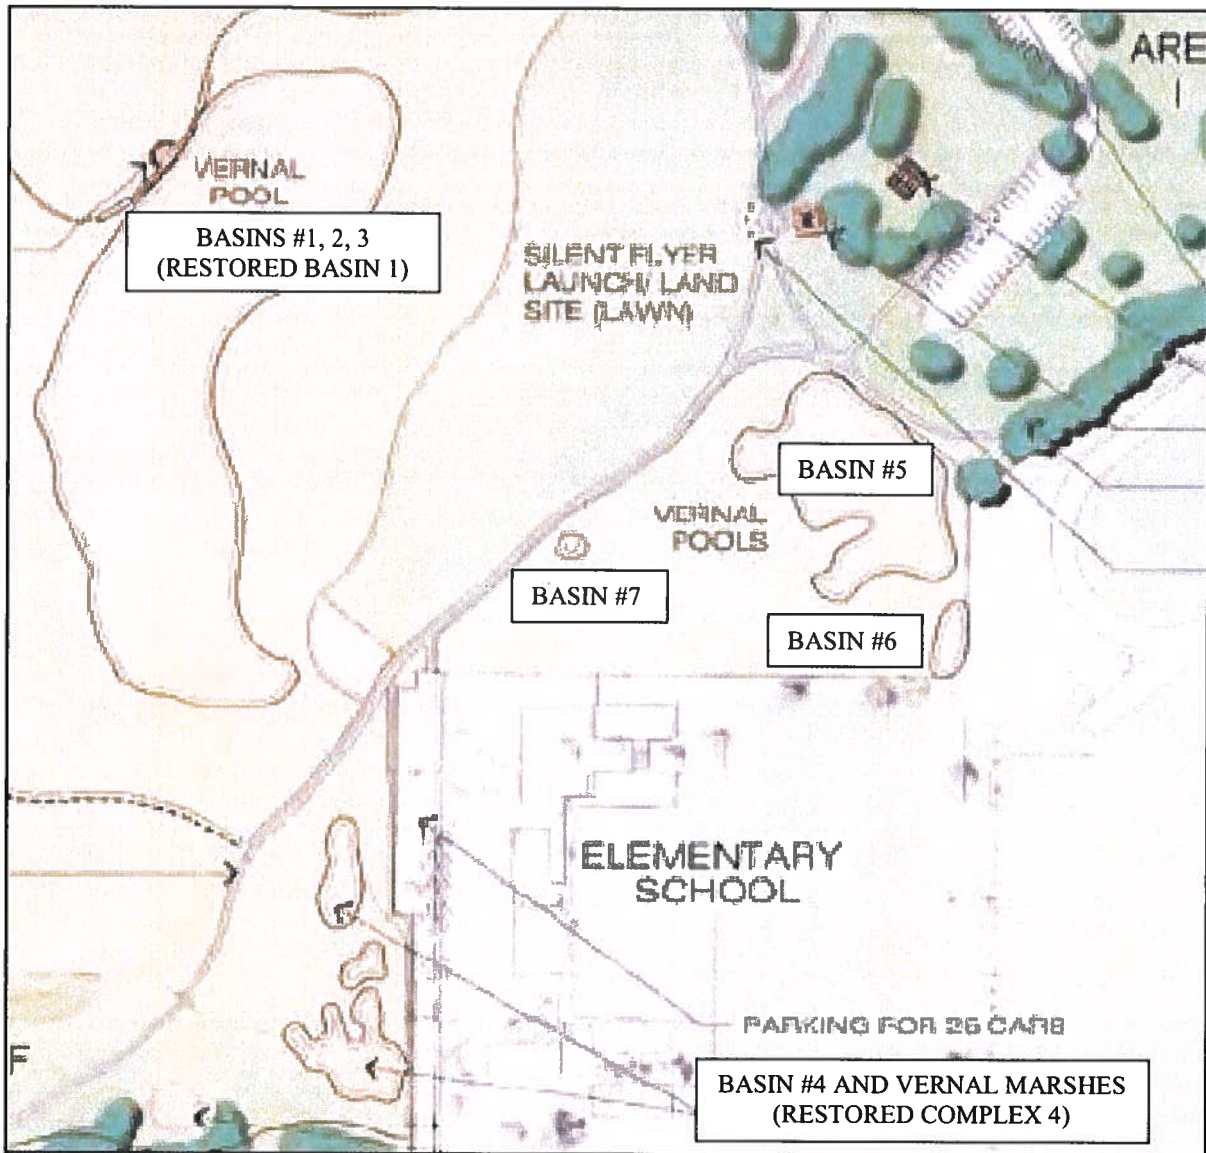 ARE
I
VERNAL
POOL
BASINS #1, 2, 3
(RESTORED BASIN 1)
SILENT FLYER
LAUNCH/ LAND
SITE (LAWN)
BASIN #5
VERNAL
POOLS
BASIN #7
BASIN #6
ELEMENTARY
SCHOOL
PARKING FOR 26 CARS
F
BASIN #4 AND VERNAL MARSHES
(RESTORED COMPLEX 4)